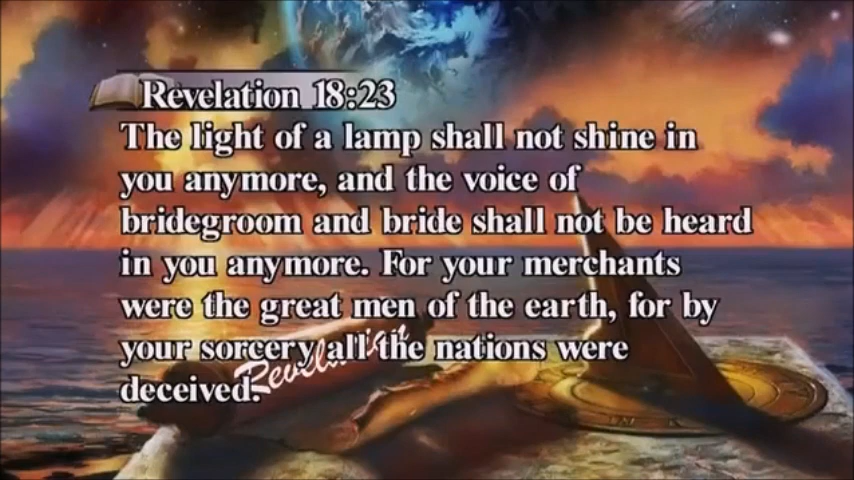 Revelation 18:23
The light of a lamp shall not shine in
you anymore, and the voice of
bridegroom and bride shall not be heard
in you anymore. For your merchants
were the great men of the earth, for by
your sorcery all the nations were
deceived.
Revelation